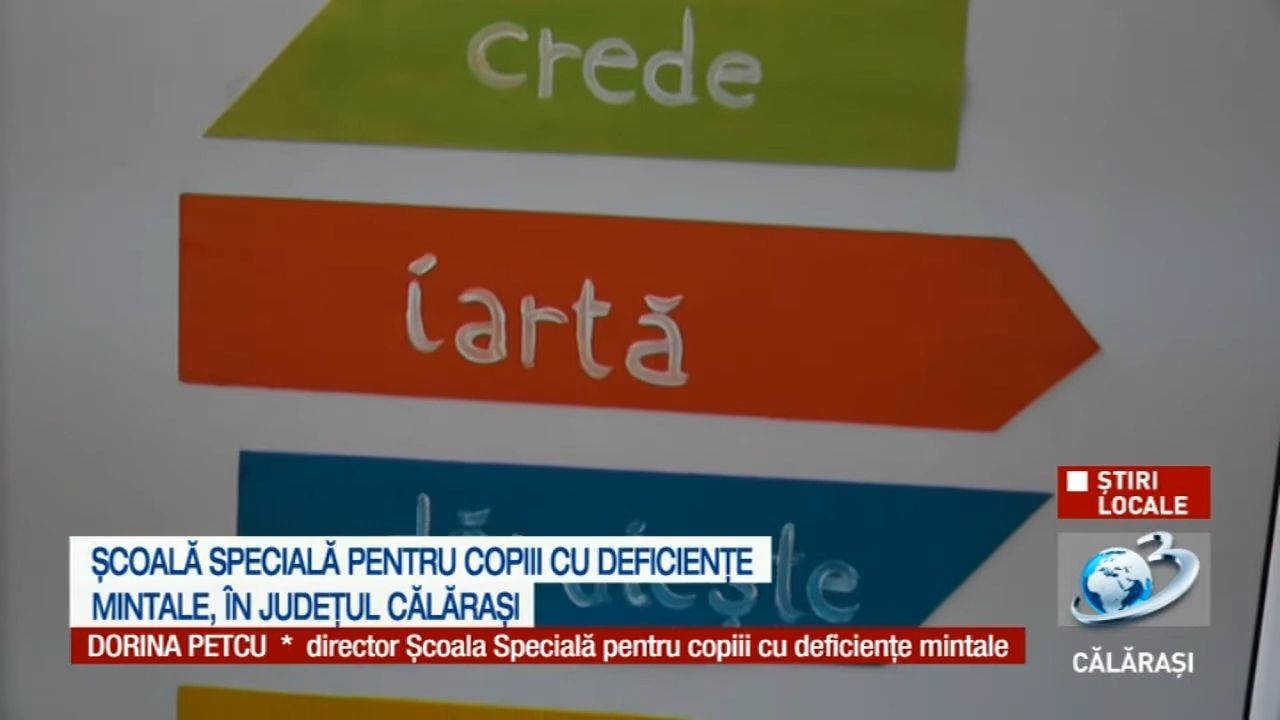 crede
iartă
ȘTIRI
LOCALE
ȘCOALĂ SPECIALĂ PENTRU COPIII CU DEFICIENȚE
MINTALE, ÎN JUDEȚUL CĂLĂRAȘI
DORINA PETCU * director Școala Specială pentru copiii cu deficiențe mintale
3
CĂLĂRAȘI